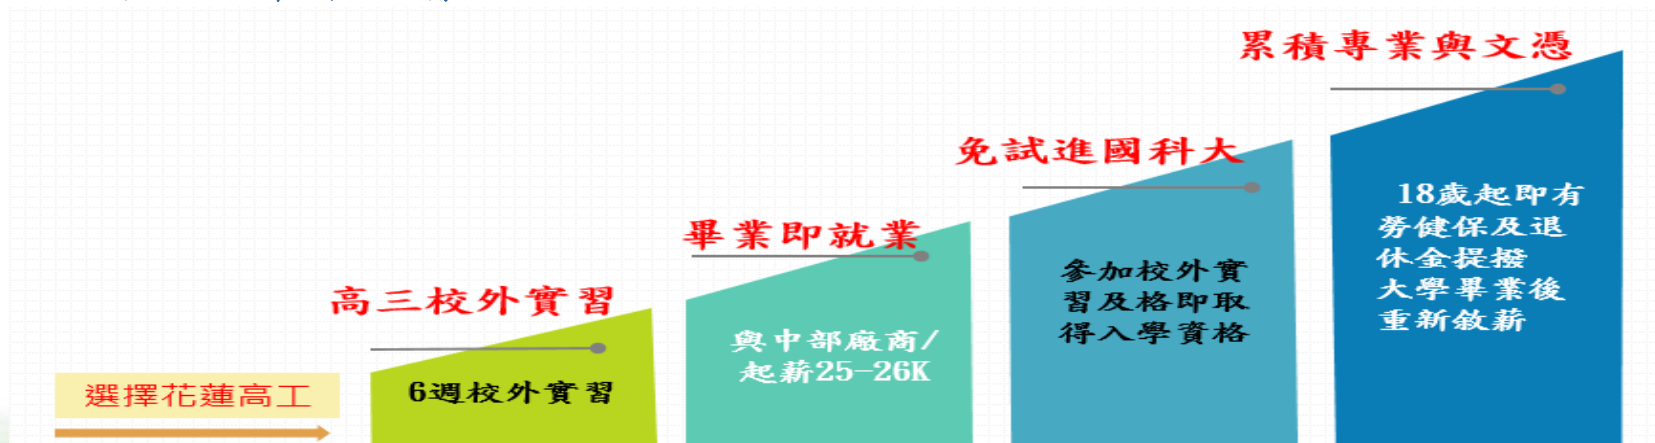 選擇花蓮高工
高三校外實習
6週校外實習
畢業即就業
與中部廠商/
起薪25-26K
免試進國科大
參加校外實
習及格即取
得入學資格
累積專業與文憑
18歲起即有
勞健保及退
休金提撥
大學畢業後
重新敘薪